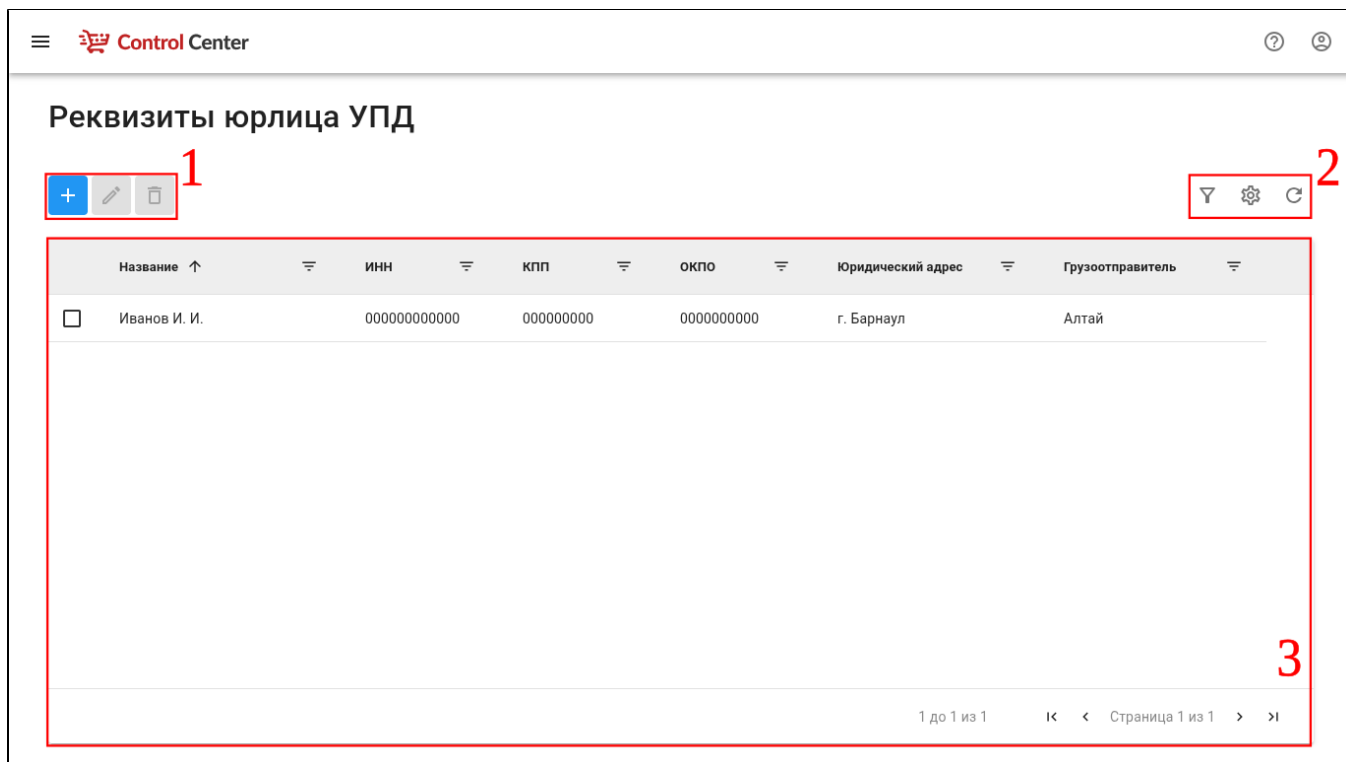 Control Center
Реквизиты юрлица УПД
1
2
Название ИНН КПП ОКПО Юридический адрес Грузоотправитель
Иванов И. И. 000000000000 000000000 0000000000 г. Барнаул Алтай
3
1 до 1 из 1 Страница 1 из 1